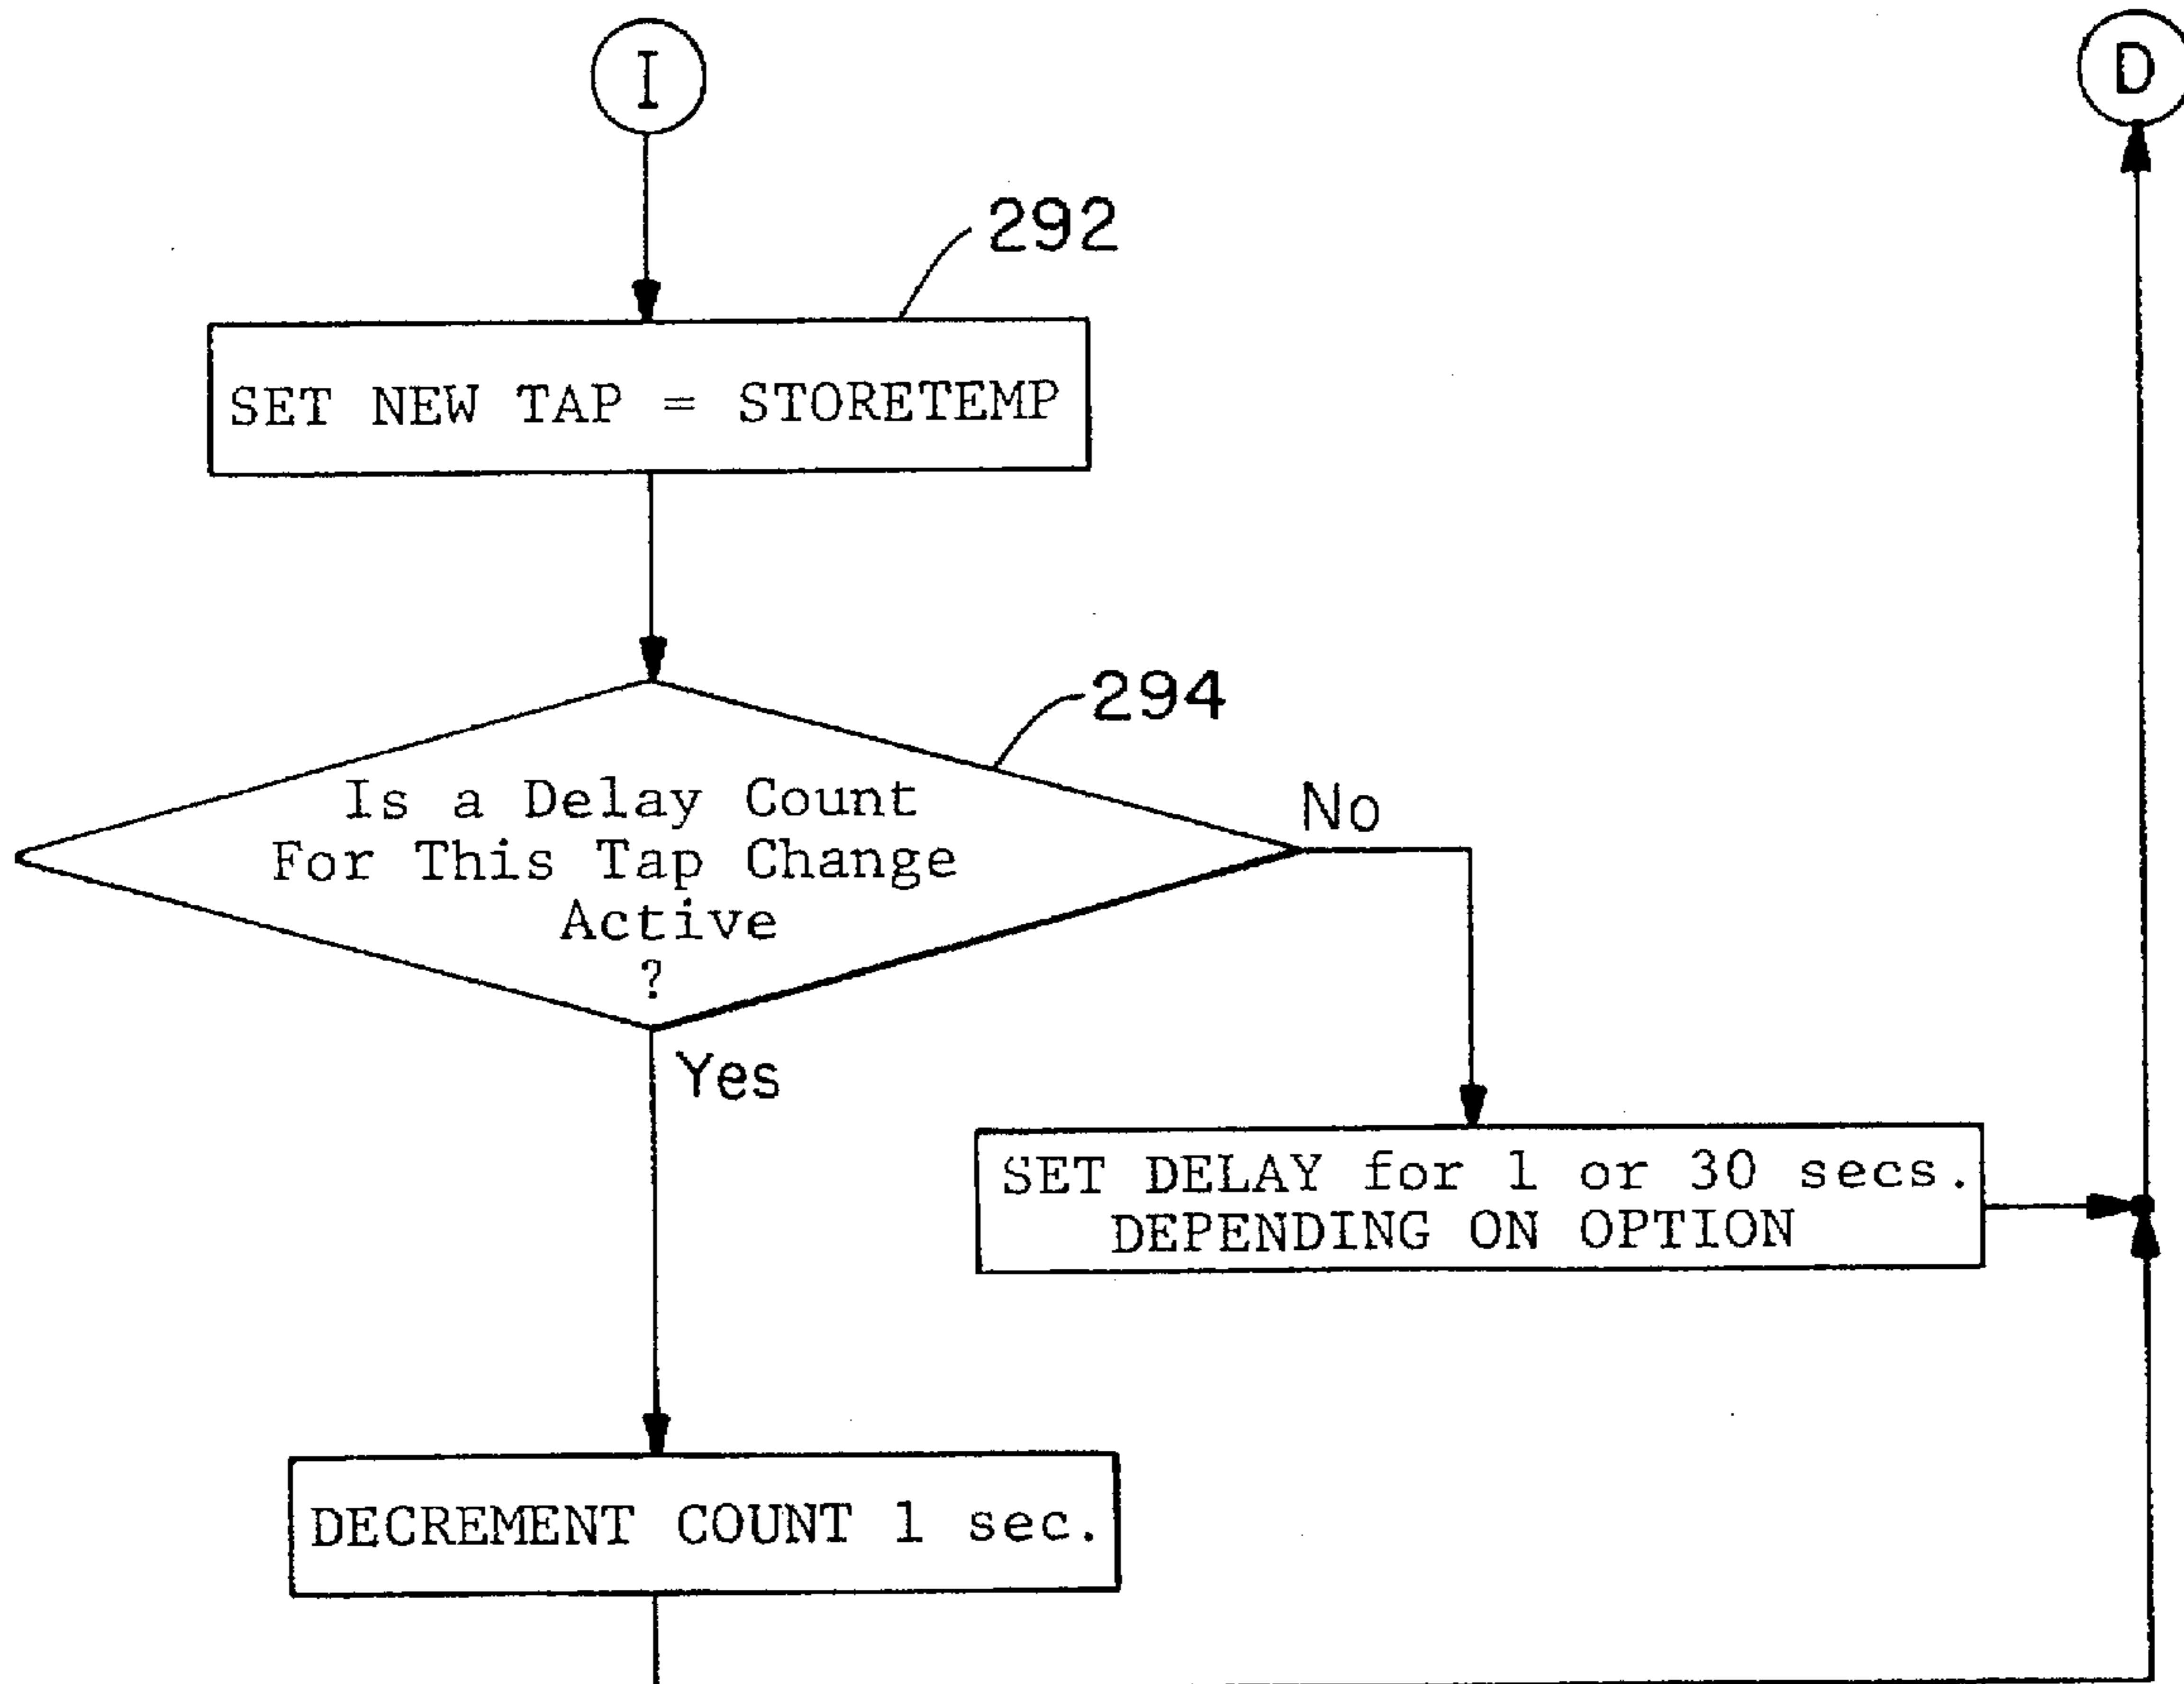 I
D
292
SET NEW TAP = STORETEMP
294
Is a Delay Count
For This Tap Change
Active
?
No
Yes
SET DELAY for 1 or 30 secs.
DEPENDING ON OPTION
DECREMENT COUNT 1 sec.